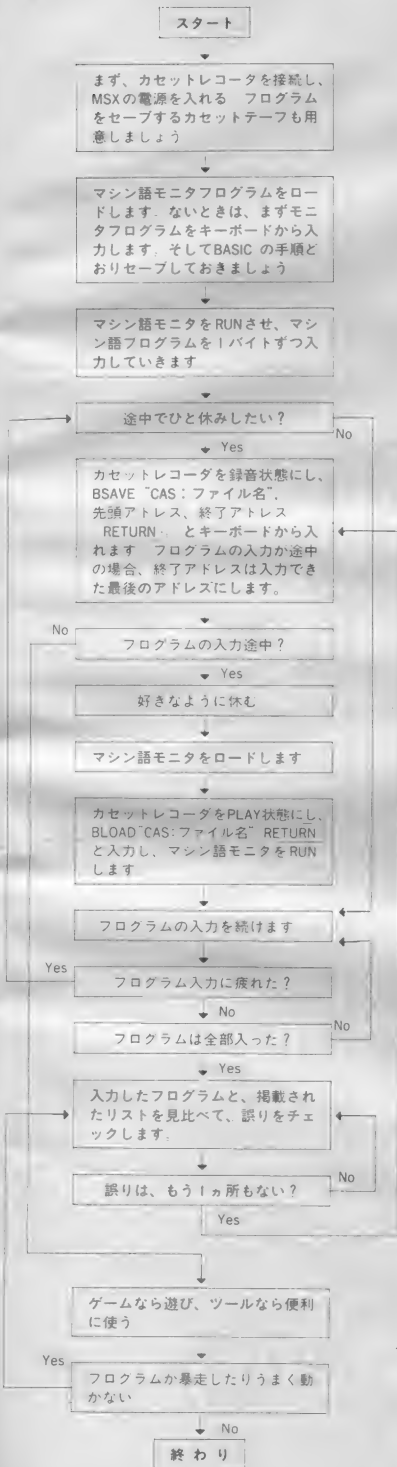 スタート
まず、カセットレコータを接続し、
MSXの電源を入れる フログラム
をセーブするカセットテーフも用
意しましょう
マシン語モニタフログラムをロー
ドします. ないときは、まずモニ
タフログラムをキーボードから入
力します. そしてBASIC の手順ど
おりセーブしておきましょう
マシン語モニタをRUNさせ、マシ
ン語フログラムを1バイトずつ入
力していきます
途中でひと休みしたい?
No
Yes
カセットレコーダを録音状態にし、
BSAVE "CAS:ファイル名",
先頭アトレス、終了アトレス
RETURN とキーボードから入
れます フログラムの入力か途中
の場合、終了アドレスは入力でき
た最後のアドレスにします。
No
フログラムの入力途中?
Yes
好きなように休む
マシン語モニタをロードします
カセットレコーダをPLAY状態にし、
BLOAD"CAS:ファイル名" RETURN
と入力し、マシン語モニタをRUN
します
フログラムの入力を続けます
Yes
フログラム入力に疲れた?
No
フログラムは全部入った?
No
Yes
入力したフログラムと、掲載され
たリストを見比べて、誤りをチェ
ックします.
誤りは、もう1ヵ所もない?
No
Yes
ゲームなら遊び、ツールなら便利
に使う
Yes
フログラムか暴走したりうまく動
かない
No
終わり